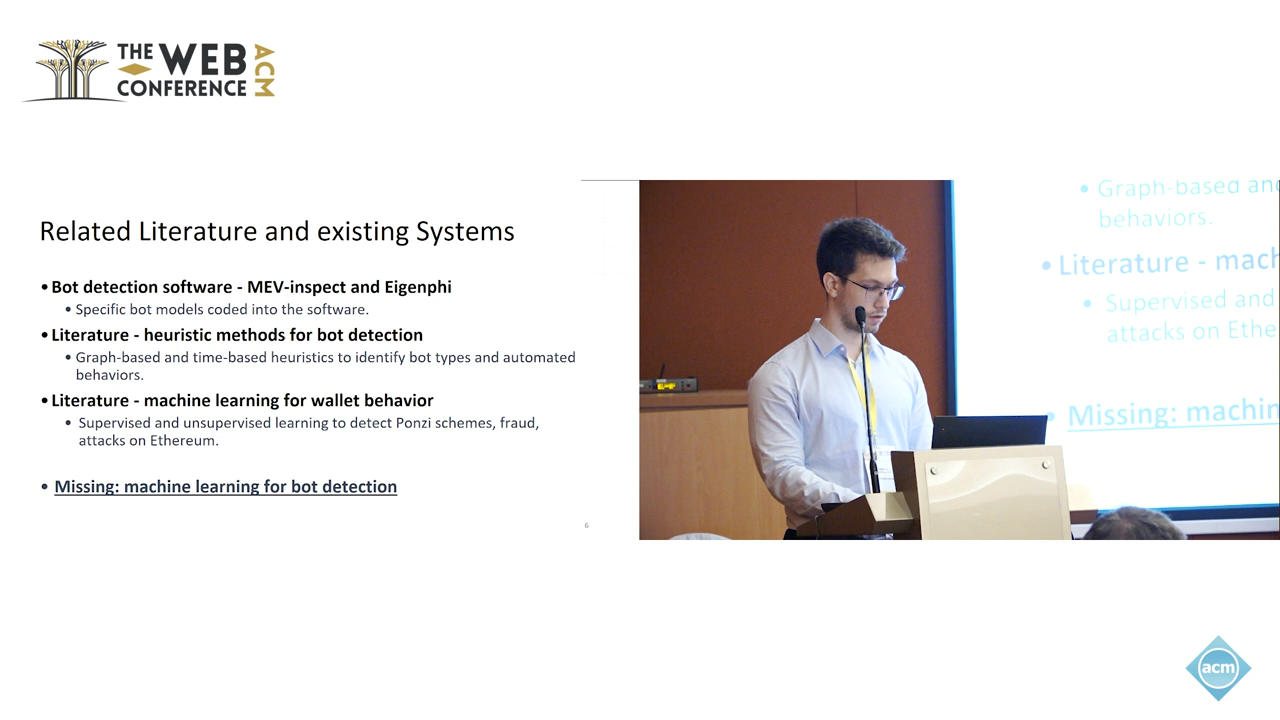 THE WEB
CONFERENCE
ACM
Related Literature and existing Systems
• Bot detection software - MEV-inspect and Eigenphi
• Specific bot models coded into the software.
• Literature - heuristic methods for bot detection
• Graph-based and time-based heuristics to identify bot types and automated
behaviors.
• Literature - machine learning for wallet behavior
• Supervised and unsupervised learning to detect Ponzi schemes, fraud,
attacks on Ethereum.
• Missing: machine learning for bot detection
6
• Graph-based and
behaviors.
• Literature - mach
• Supervised and
attacks on Ethe
• Missing: machin
acm